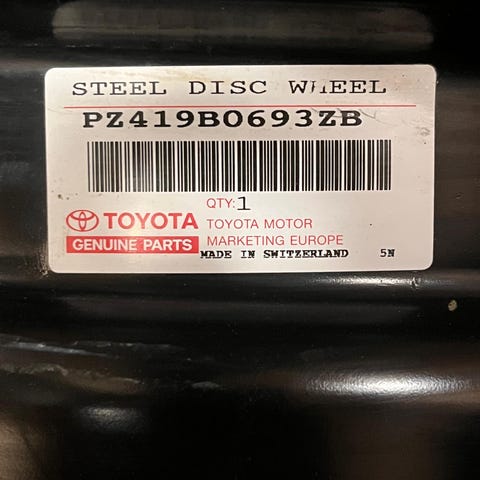 STEEL DISC WHEEL
PZ419B0693ZB
QTY:1
TOYOTA
GENUINE PARTS
TOYOTA MOTOR
MARKETING EUROPE
MADE IN SWITZERLAND 5N